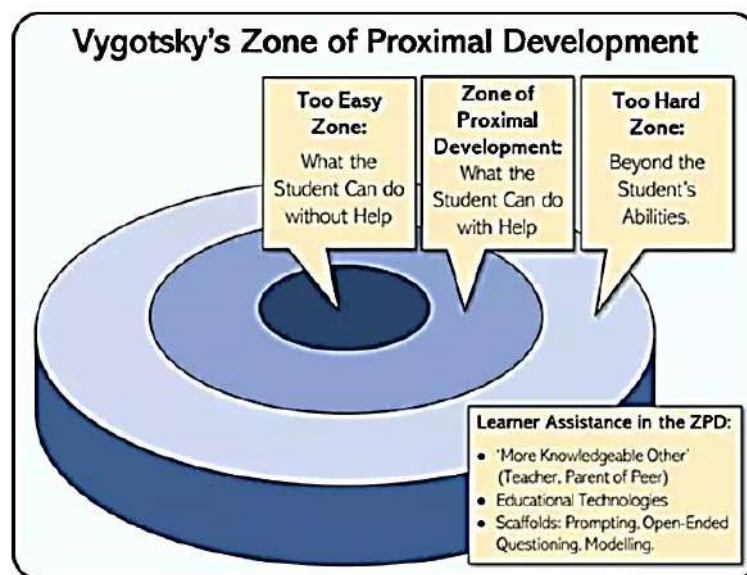 Vygotsky's Zone of Proximal Development
Too Easy
Zone:
What the
Student Can do
without Help
Zone of
Proximal
Development:
What the
Student Can do
with Help
Too Hard
Zone:
Beyond the
Student's
Abilities.
Learner Assistance in the ZPD:
• 'More Knowledgeable Other'
(Teacher, Parent of Peer)
• Educational Technologies
• Scaffolds: Prompting, Open-Ended
Questioning, Modelling.